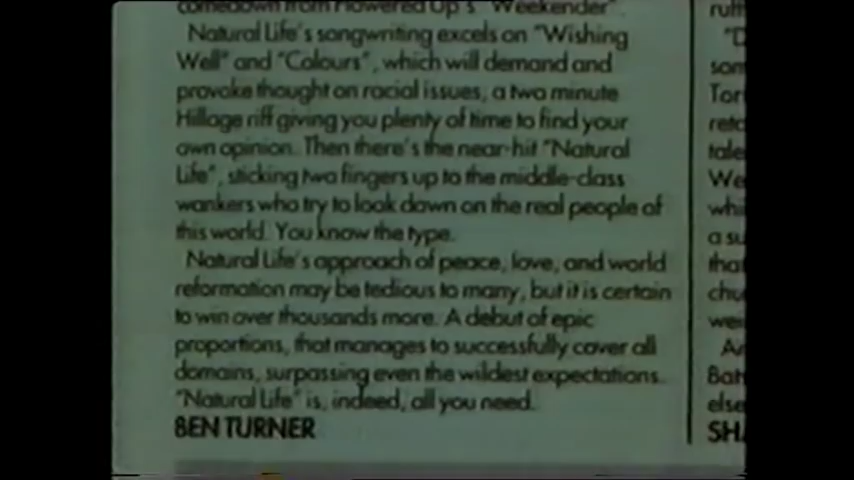 comedown from Flowered Up's "Weekender".
Natural Life's songwriting excels on "Wishing
Well" and "Colours", which will demand and
provoke thought on racial issues, a two minute
Hillage riff giving you plenty of time to find your
own opinion. Then there's the near-hit "Natural
Life", sticking two fingers up to the middle-class
wankers who try to look down on the real people of
this world. You know the type.
Natural Life's approach of peace, love, and world
reformation may be tedious to many, but it is certain
to win over thousands more. A debut of epic
proportions, that manages to successfully cover all
domains, surpassing even the wildest expectations.
"Natural Life" is, indeed, all you need.
BEN TURNER